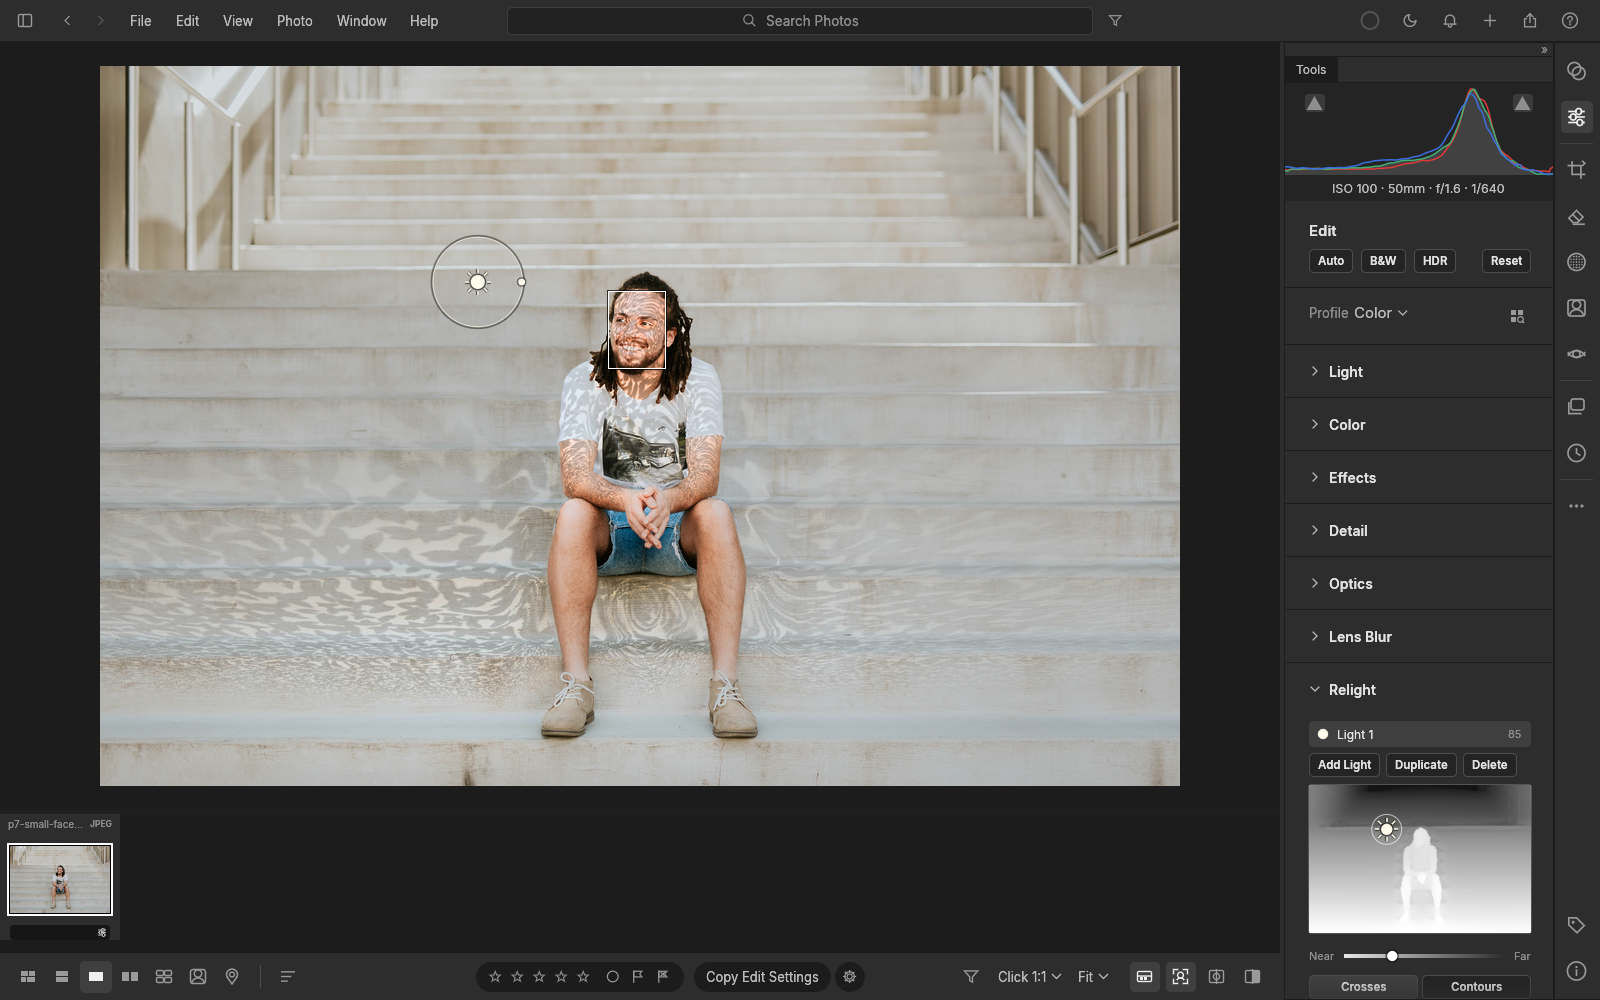 File Edit View Photo Window Help
Search Photos
Tools
ISO 100 · 50mm · f/1.6 · 1/640
Edit
Auto B&W HDR Reset
Profile Color
Light
Color
Effects
Detail
Optics
Lens Blur
Relight
Light 1 85
Add Light Duplicate Delete
Near Far
Crosses Contours
p7-small-face... JPEG
Copy Edit Settings
Click 1:1 Fit